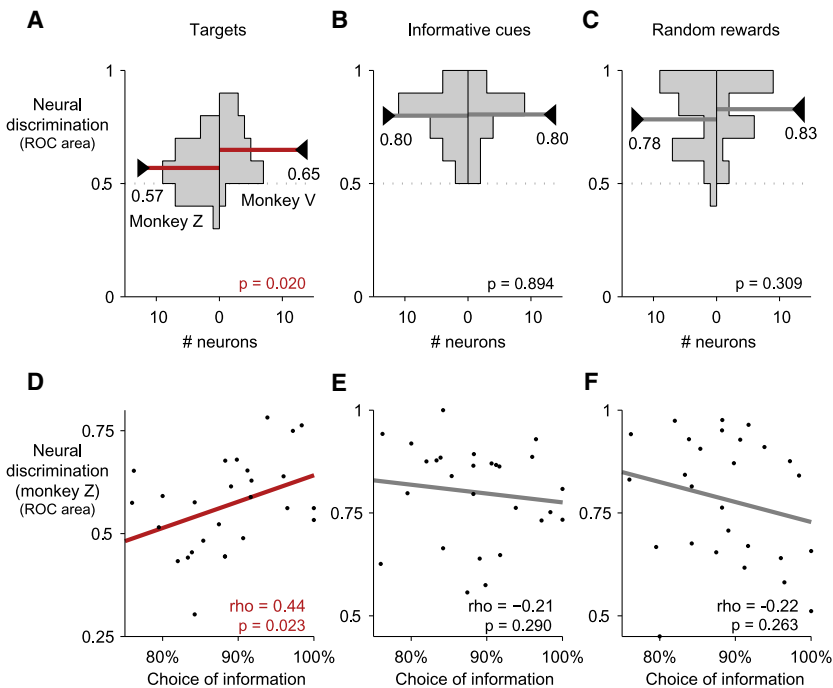 A
Targets
B
Informative cues
C
Random rewards
Neural
discrimination
(ROC area)
1
0.5
0
0.57
0.65
Monkey Z
Monkey V
p = 0.020
10 0 10
# neurons
1
0.5
0
0.80
0.80
p = 0.894
10 0 10
# neurons
1
0.5
0
0.78
0.83
p = 0.309
10 0 10
# neurons
D
E
F
Neural
discrimination
(monkey Z)
(ROC area)
0.75
0.5
0.25
rho = 0.44
p = 0.023
80% 90% 100%
Choice of information
1
0.75
0.5
rho = −0.21
p = 0.290
80% 90% 100%
Choice of information
1
0.75
0.5
rho = -0.22
p = 0.263
80% 90% 100%
Choice of information